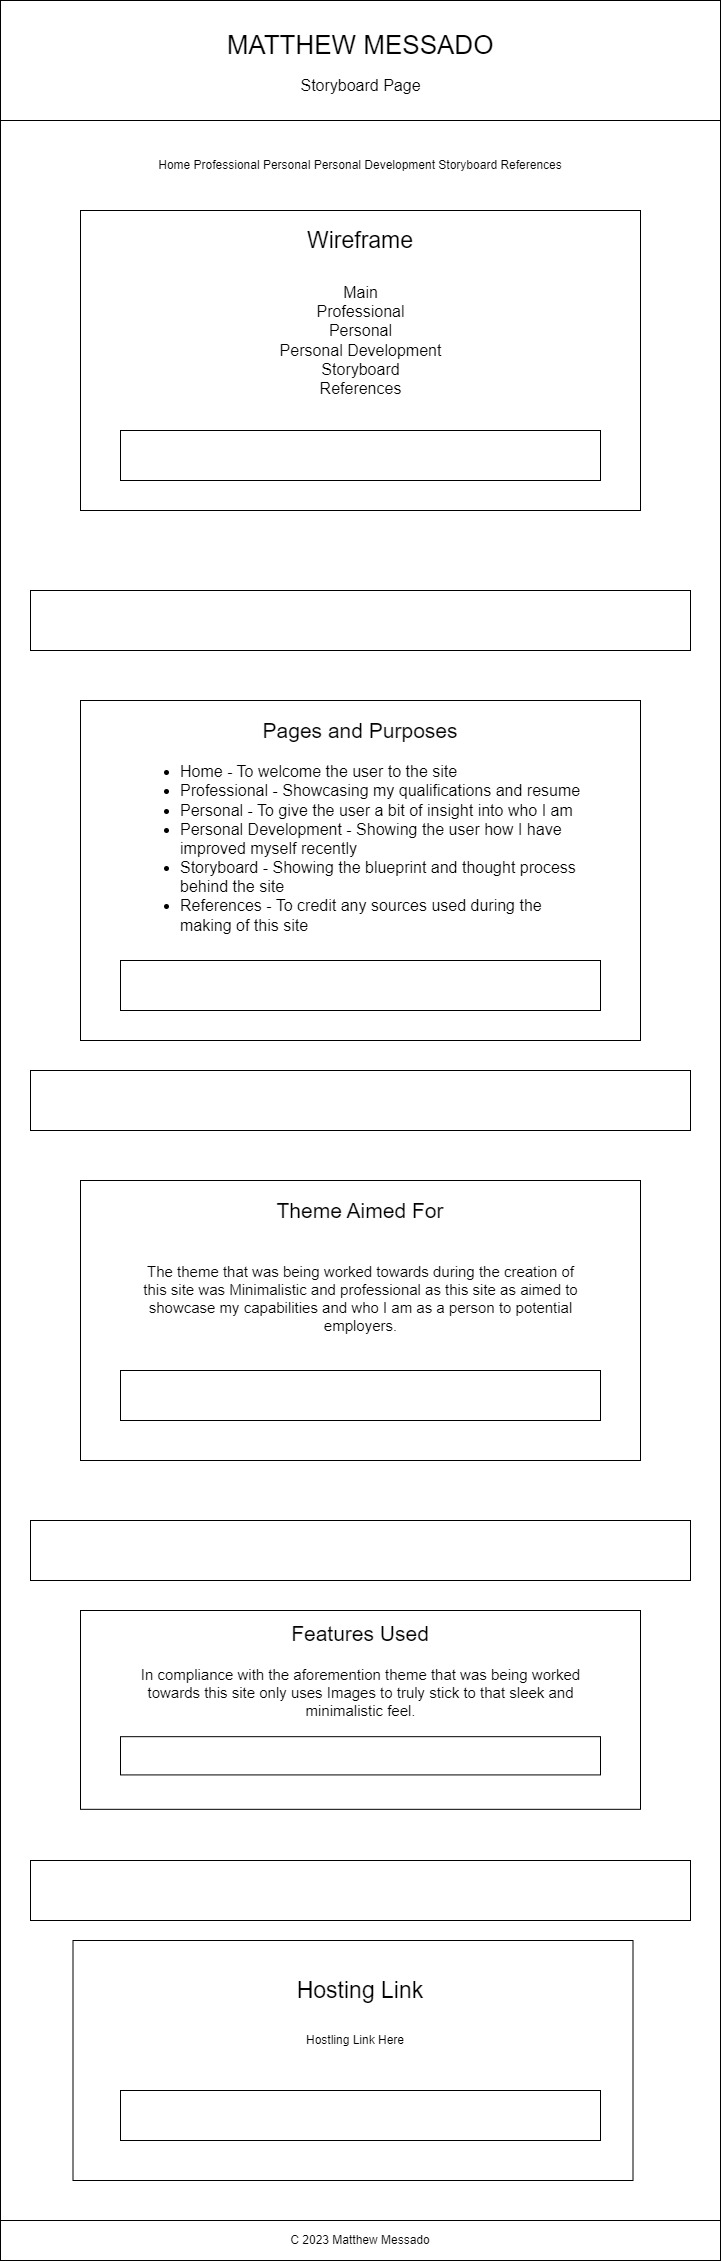 MATTHEW MESSADO
Storyboard Page
Home Professional Personal Personal Development Storyboard References
Wireframe
Main
Professional
Personal
Personal Development
Storyboard
References
Pages and Purposes
• Home - To welcome the user to the site
• Professional - Showcasing my qualifications and resume
• Personal - To give the user a bit of insight into who I am
• Personal Development - Showing the user how I have
improved myself recently
• Storyboard - Showing the blueprint and thought process
behind the site
• References - To credit any sources used during the
making of this site
Theme Aimed For
The theme that was being worked towards during the creation of
this site was Minimalistic and professional as this site as aimed to
showcase my capabilities and who I am as a person to potential
employers.
Features Used
In compliance with the aforemention theme that was being worked
towards this site only uses Images to truly stick to that sleek and
minimalistic feel.
Hosting Link
Hostling Link Here
C 2023 Matthew Messado